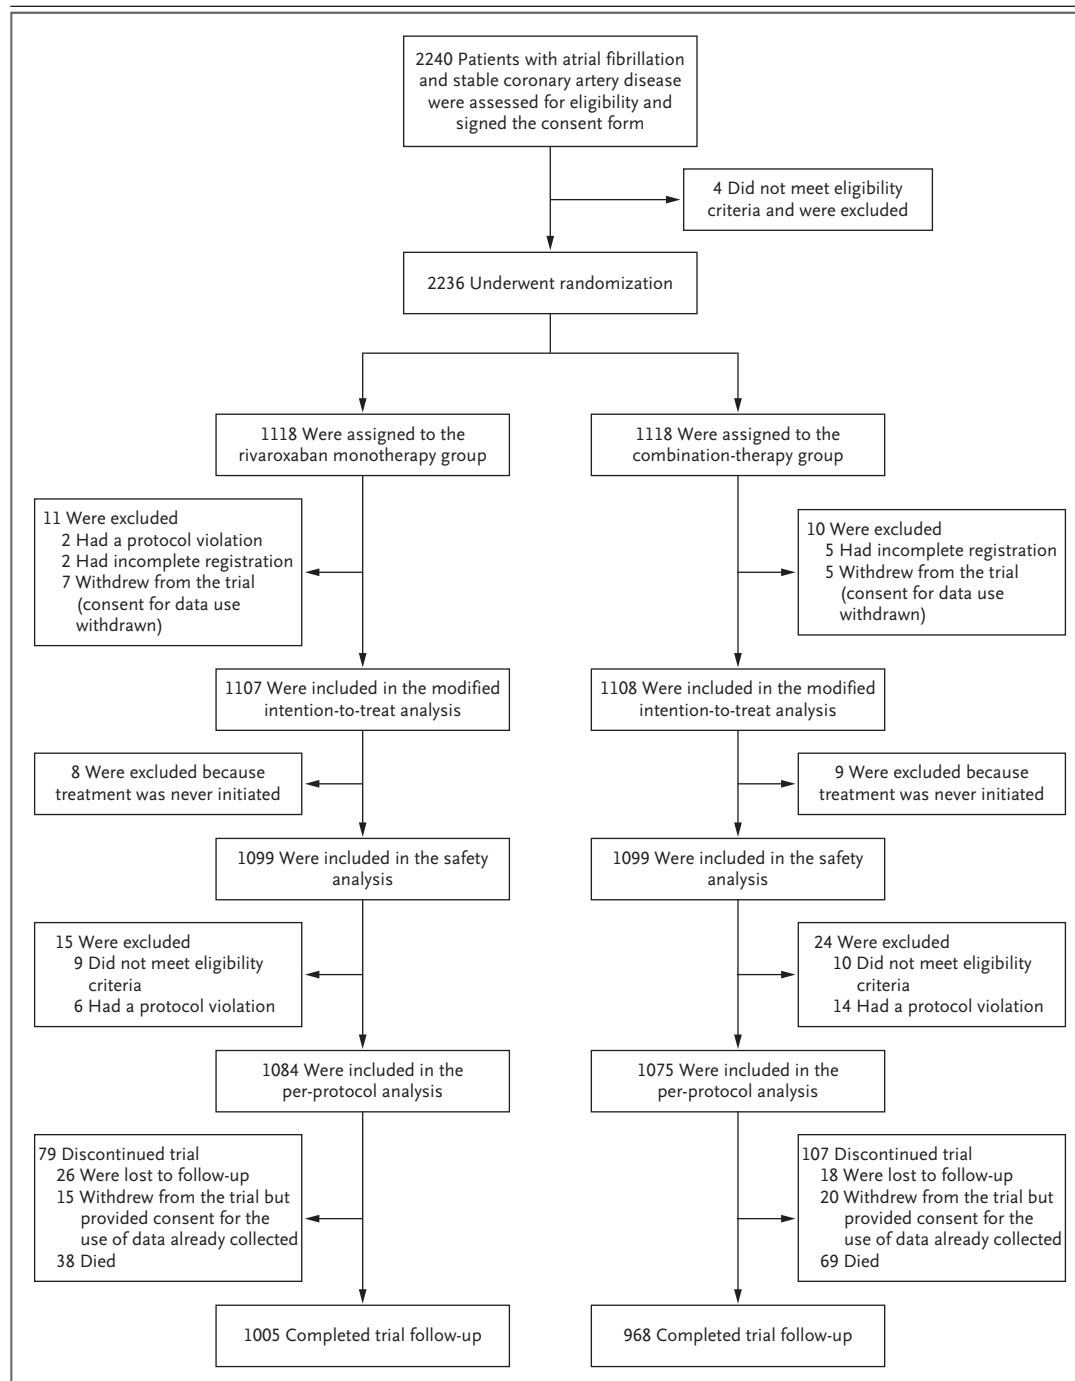 2240 Patients with atrial fibrillation
and stable coronary artery disease
were assessed for eligibility and
signed the consent form
4 Did not meet eligibility
criteria and were excluded
2236 Underwent randomization
1118 Were assigned to the
rivaroxaban monotherapy group
1118 Were assigned to the
combination-therapy group
11 Were excluded
2 Had a protocol violation
2 Had incomplete registration
7 Withdrew from the trial
(consent for data use
withdrawn)
10 Were excluded
5 Had incomplete registration
5 Withdrew from the trial
(consent for data use
withdrawn)
1107 Were included in the modified
intention-to-treat analysis
1108 Were included in the modified
intention-to-treat analysis
8 Were excluded because
treatment was never initiated
9 Were excluded because
treatment was never initiated
1099 Were included in the safety
analysis
1099 Were included in the safety
analysis
15 Were excluded
9 Did not meet eligibility
criteria
6 Had a protocol violation
24 Were excluded
10 Did not meet eligibility
criteria
14 Had a protocol violation
1084 Were included in the
per-protocol analysis
1075 Were included in the
per-protocol analysis
79 Discontinued trial
26 Were lost to follow-up
15 Withdrew from the trial but
provided consent for the
use of data already collected
38 Died
107 Discontinued trial
18 Were lost to follow-up
20 Withdrew from the trial but
provided consent for the
use of data already collected
69 Died
1005 Completed trial follow-up
968 Completed trial follow-up